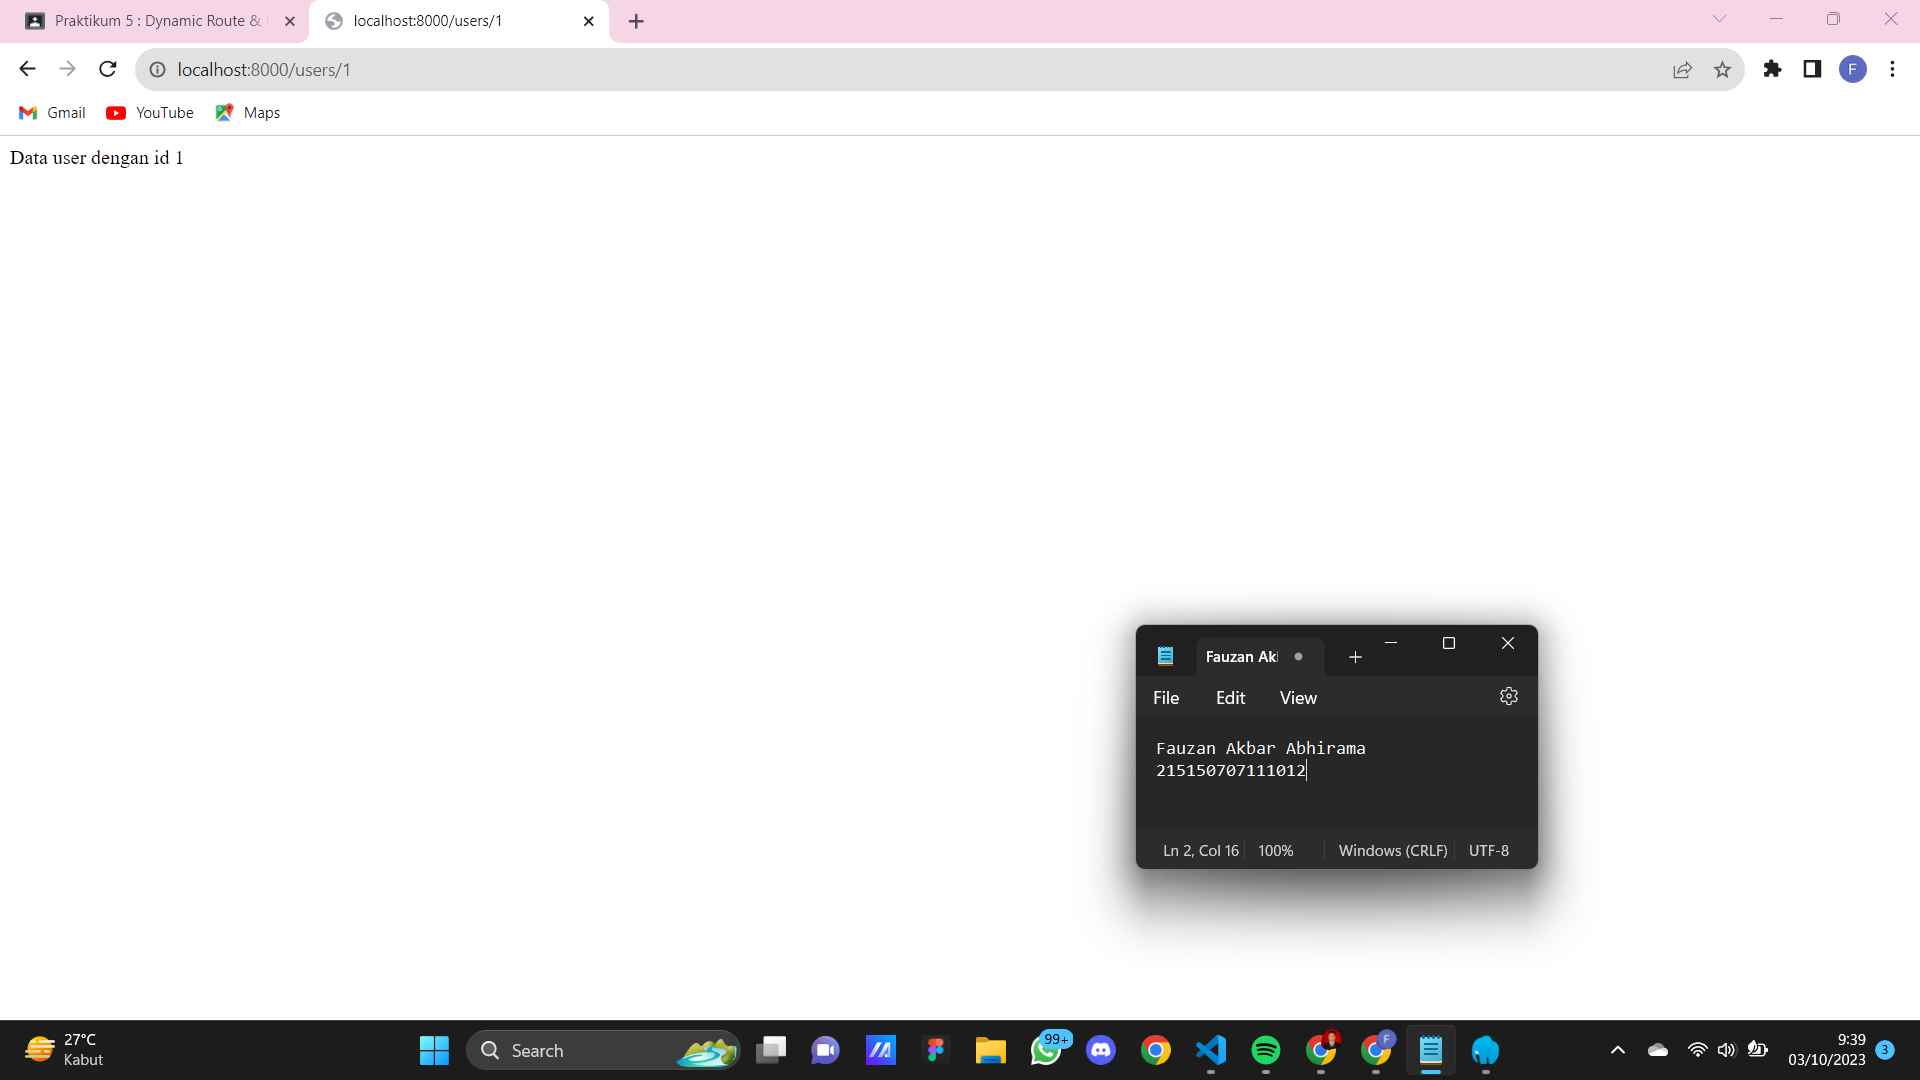 Praktikum 5 : Dynamic Route &
localhost:8000/users/1
localhost:8000/users/1
F
Gmail
YouTube
Maps
Data user dengan id 1
Fauzan Ak
File
Edit
View
Fauzan Akbar Abhirama
215150707111012
Ln 2, Col 16
100%
Windows (CRLF)
UTF-8
27°C
Kabut
Search
99+
F
9:39
03/10/2023
3